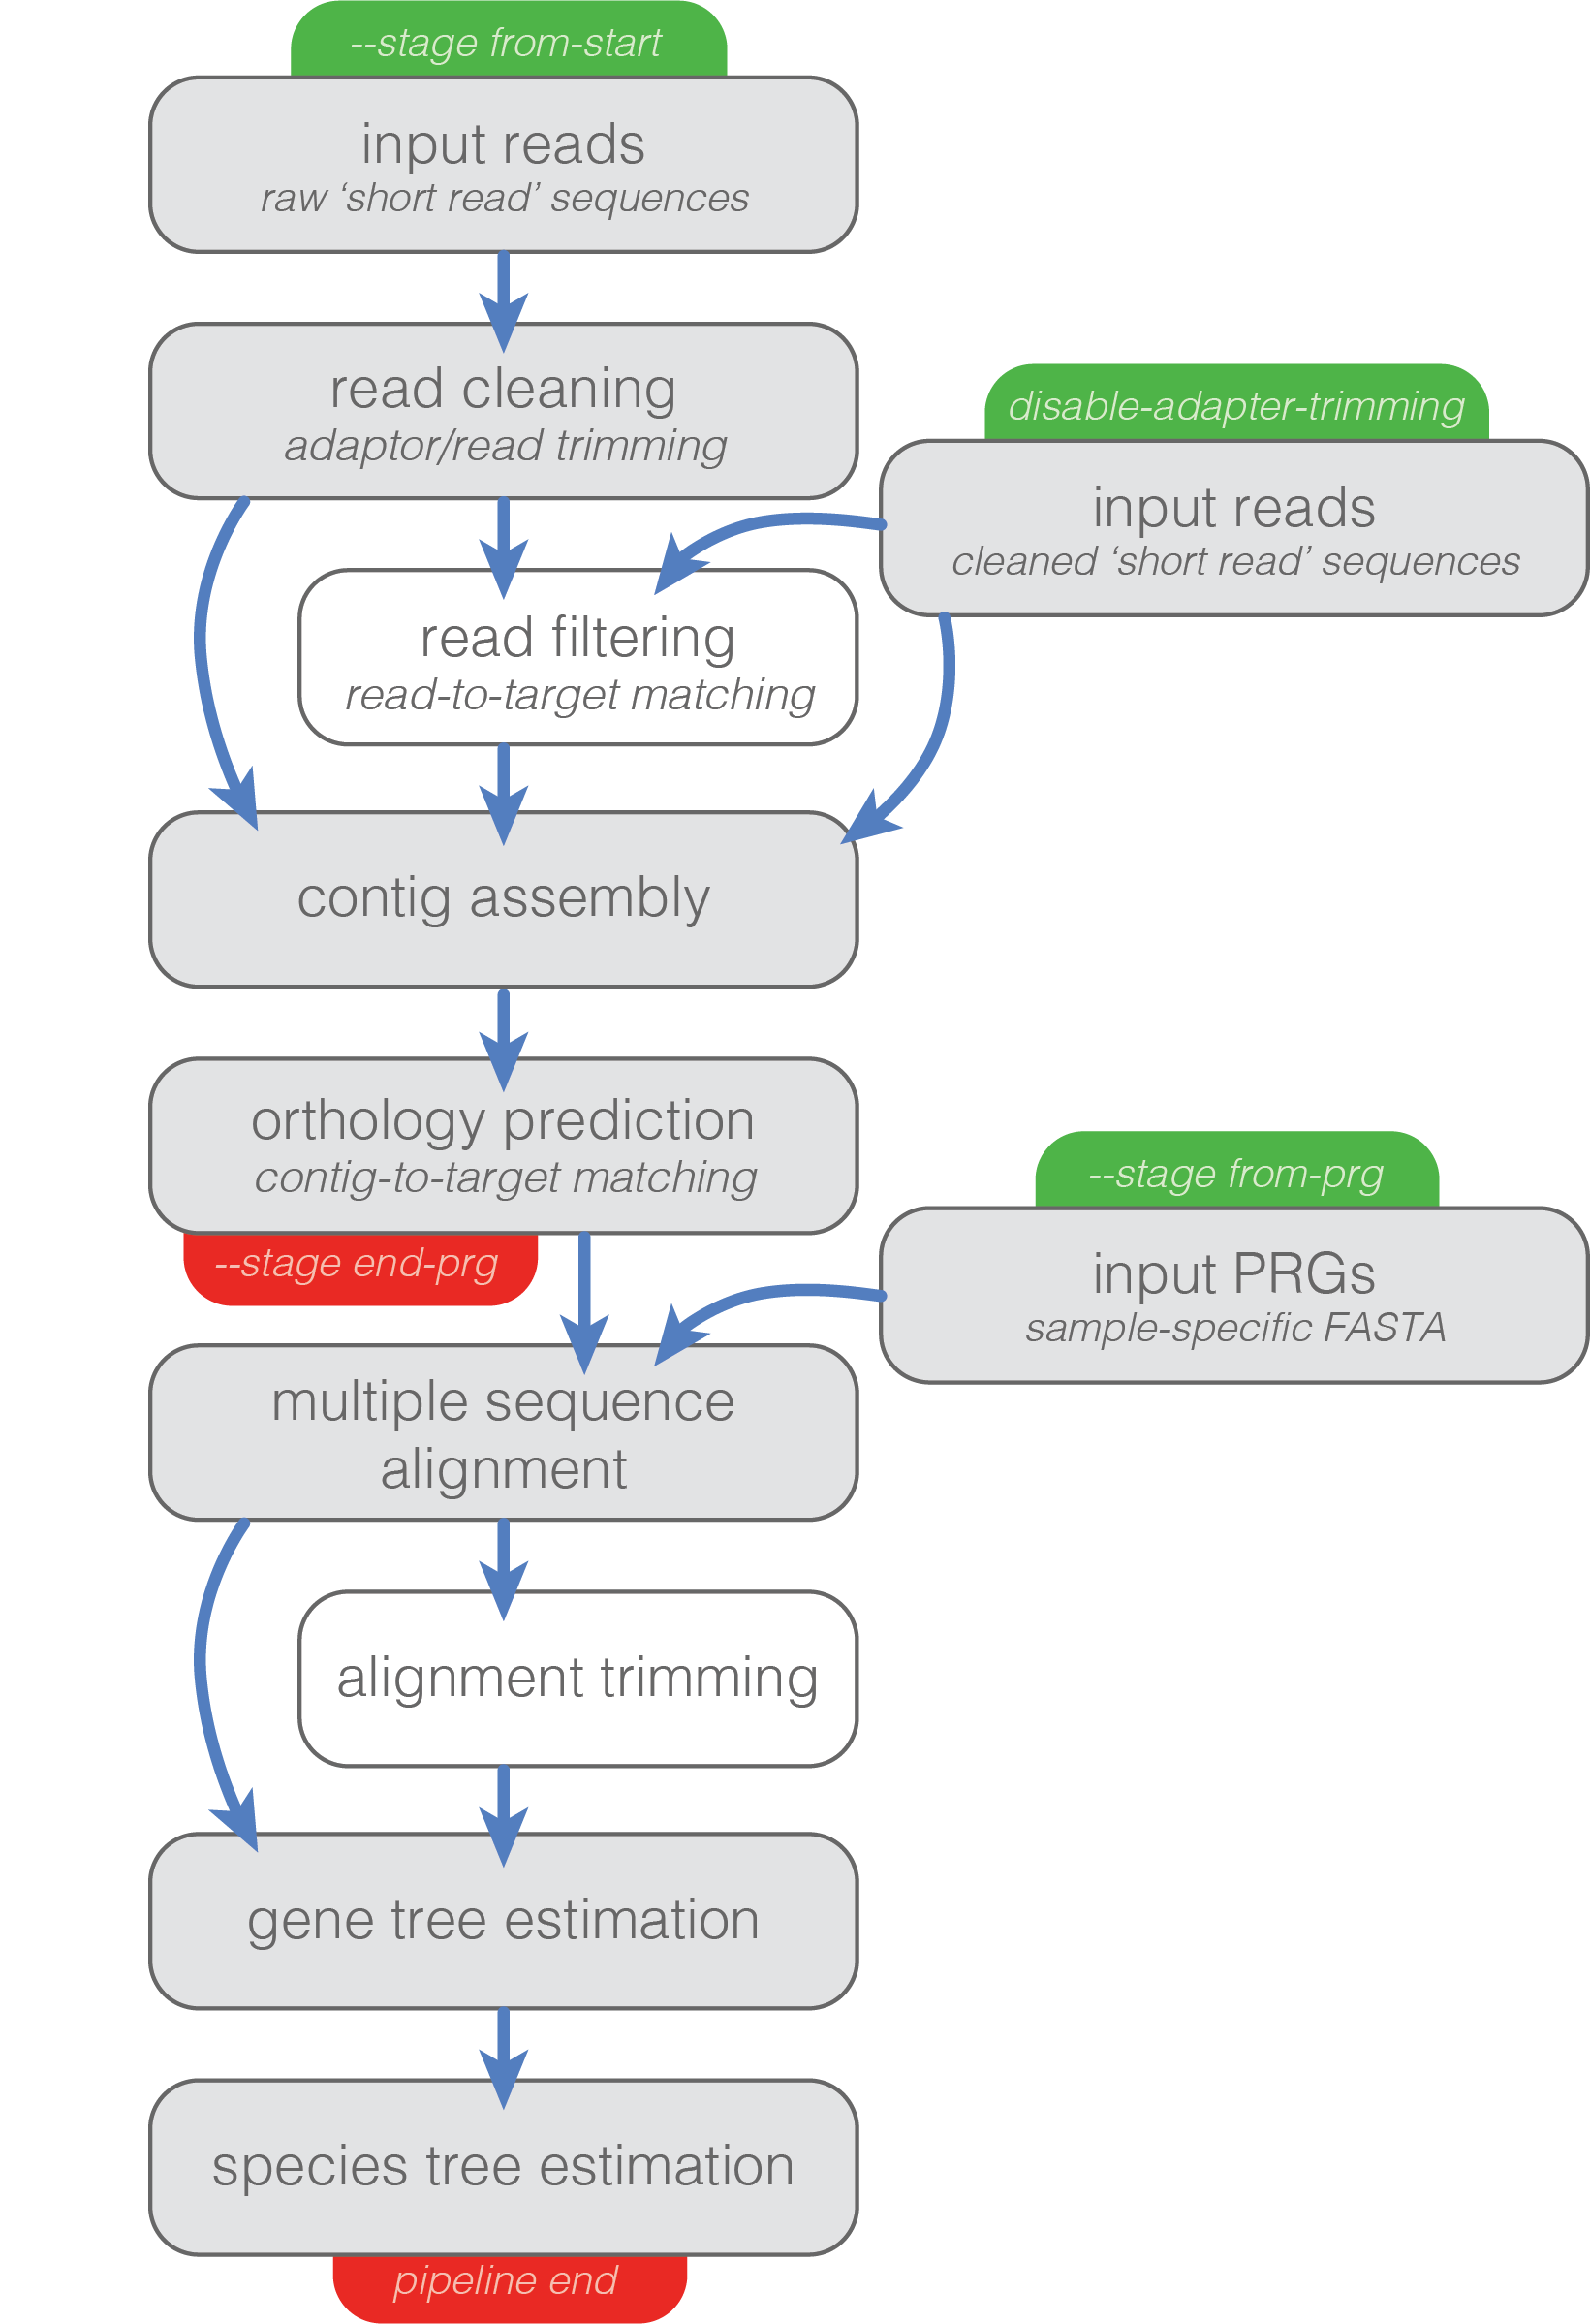 --stage from-start
input reads
raw ‘short read’ sequences
read cleaning
adaptor/read trimming
disable-adapter-trimming
input reads
cleaned ‘short read’ sequences
read filtering
read-to-target matching
contig assembly
orthology prediction
contig-to-target matching
--stage end-prg
--stage from-prg
input PRGs
sample-specific FASTA
multiple sequence
alignment
alignment trimming
gene tree estimation
species tree estimation
pipeline end